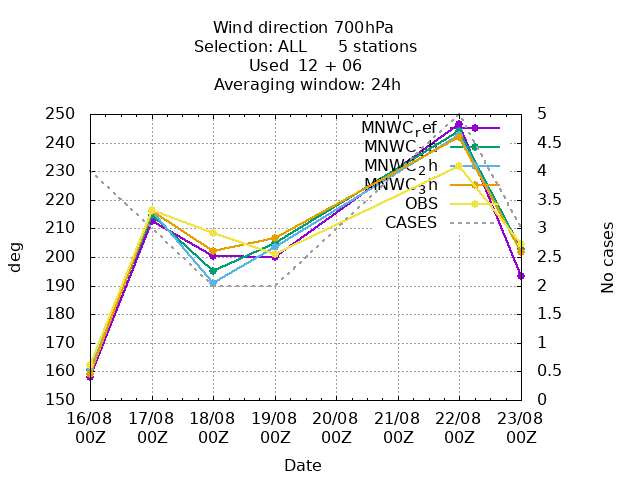 Wind direction 700hPa
Selection: ALL 5 stations
Used 12 + 06
Averaging window: 24h
250
240
230
220
210
200
190
180
170
160
150
deg
5
4.5
4
3.5
3
2.5
2
1.5
1
0.5
0
No cases
MNWC_ref
MNWC_2h
MNWC_3h
OBS
CASES
16/08 17/08 18/08 19/08 20/08 21/08 22/08 23/08
00Z 00Z 00Z 00Z 00Z 00Z 00Z 00Z
Date